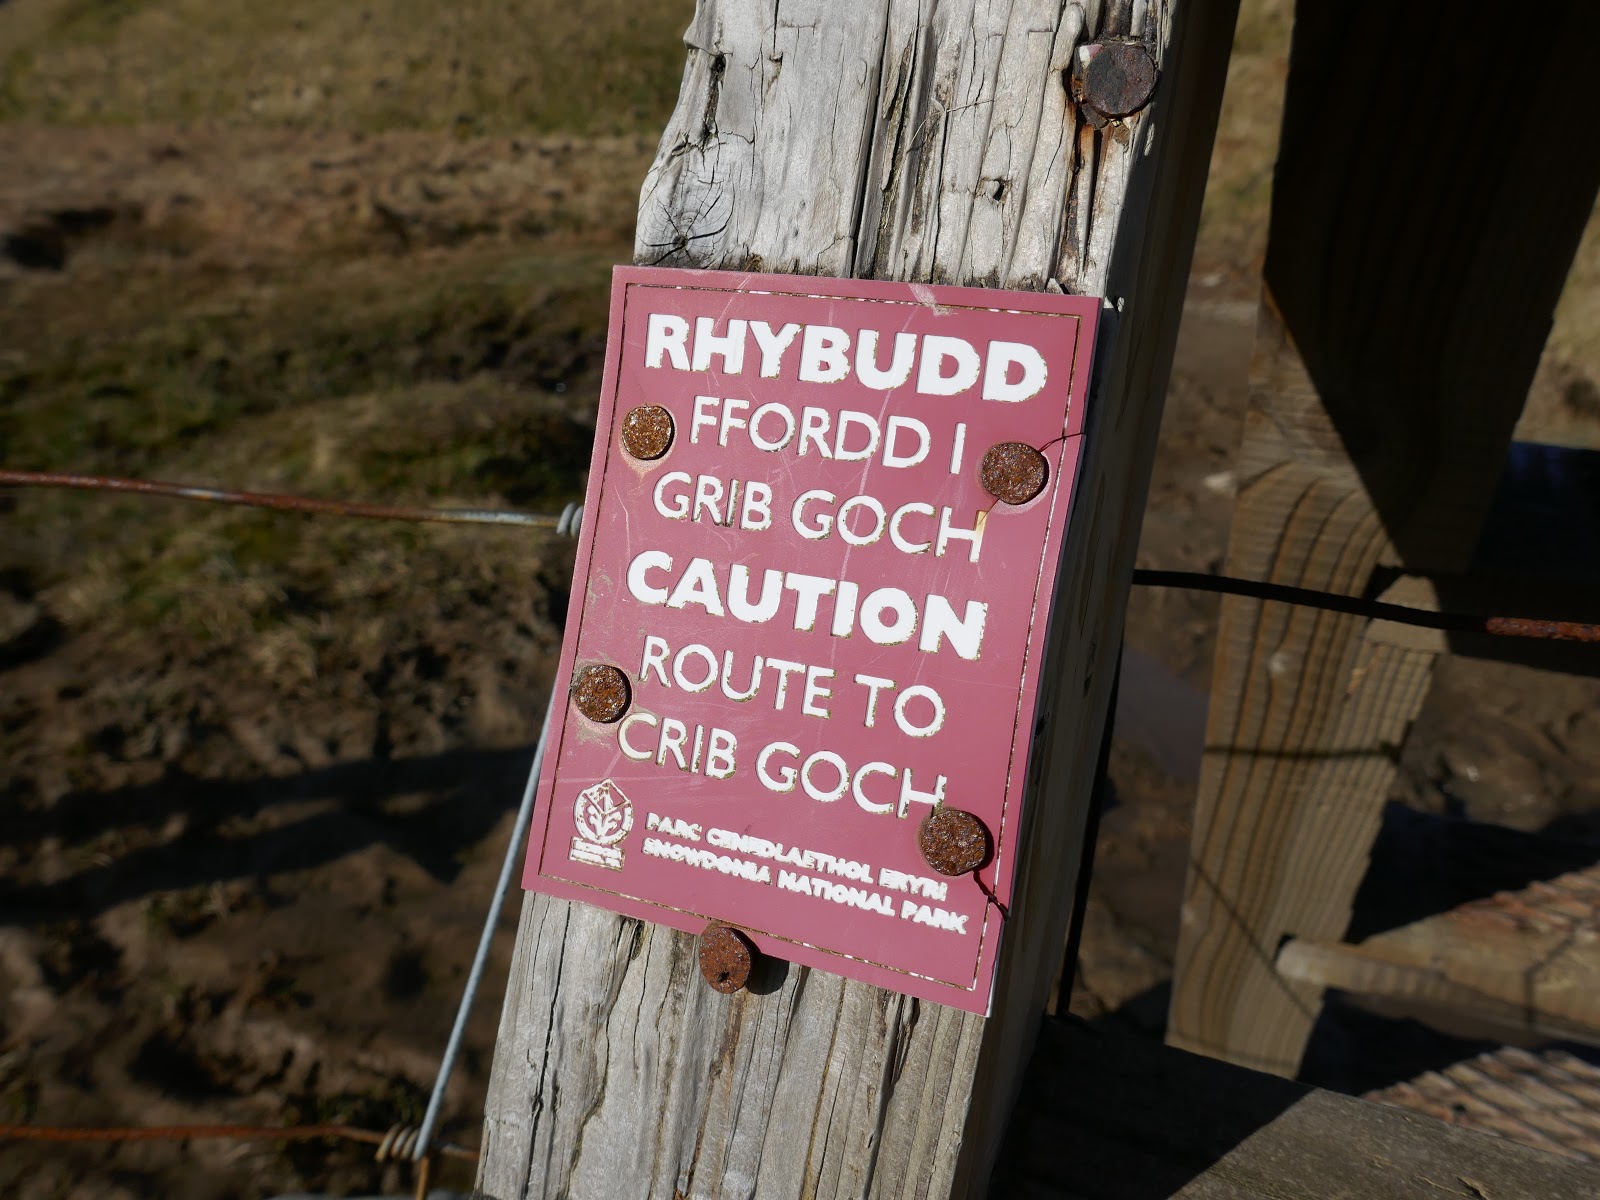 RHYBUDD
FFORDD I
GRIB GOCH
CAUTION
ROUTE TO
CRIB GOCH
PARC CENEDLAETHOL ERYRI
SNOWDONIA NATIONAL PARK